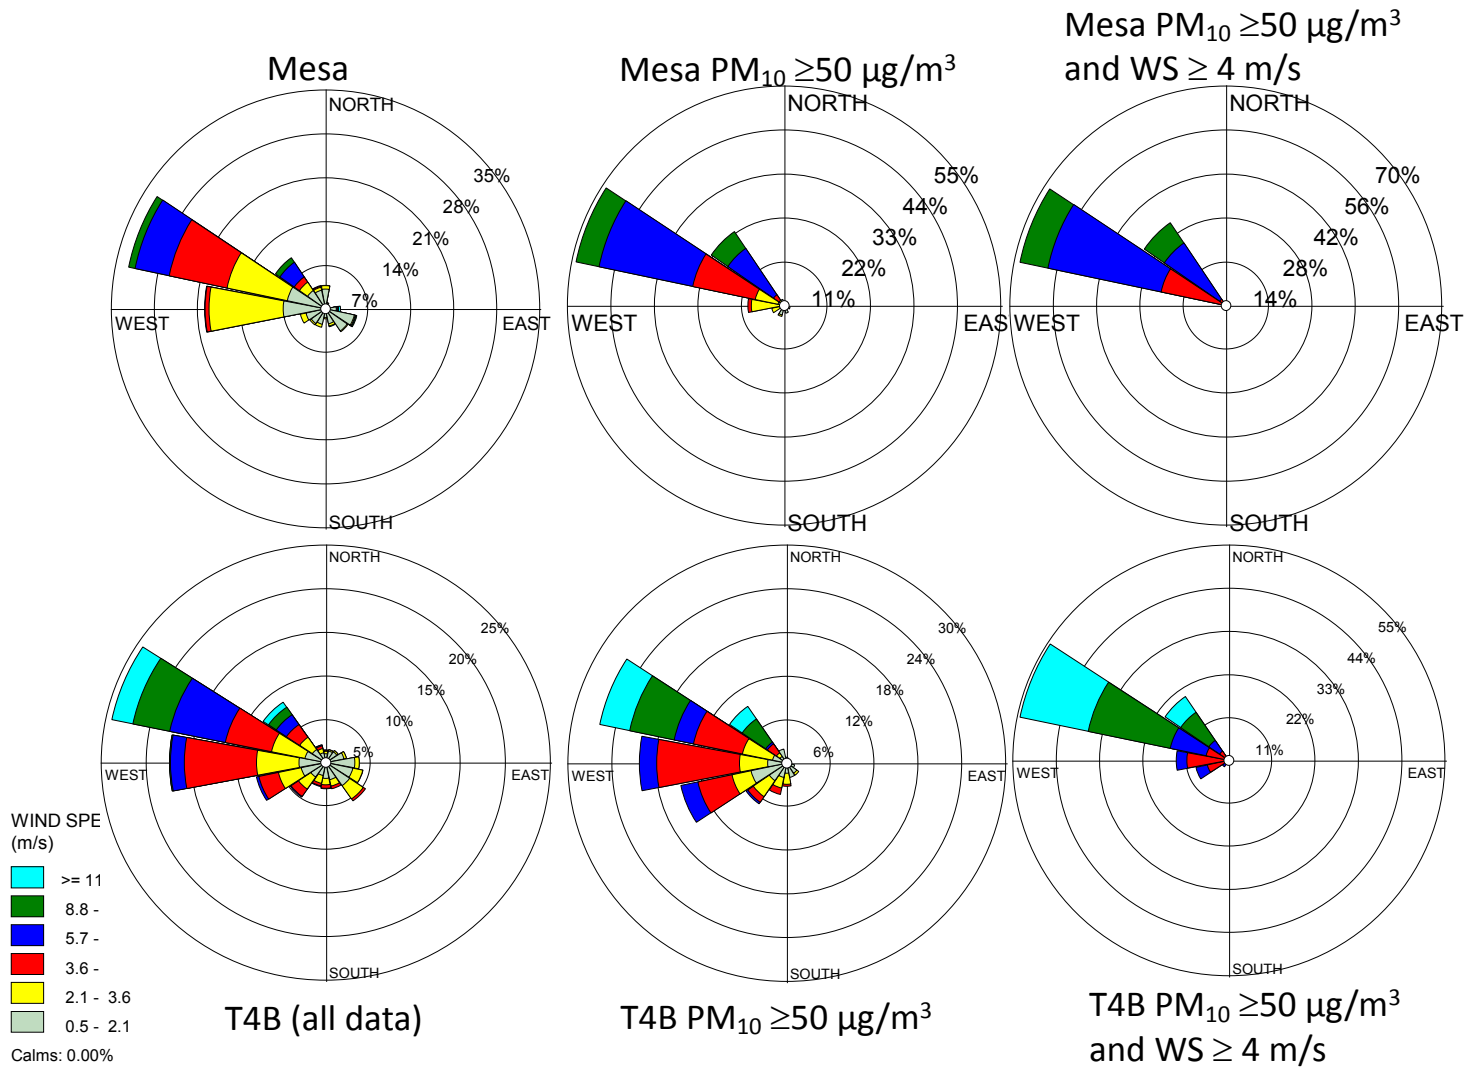 Mesa
Mesa PM10 ≥50 µg/m3
Mesa PM10 ≥50 µg/m3
and WS ≥ 4 m/s
NORTH
35%
28%
21%
14%
7%
WEST
EAST
SOUTH
NORTH
55%
44%
33%
22%
11%
EAS
SOUTH
NORTH
70%
56%
42%
28%
14%
WEST
EAST
SOUTH
NORTH
25%
20%
15%
10%
5%
WEST
EAST
SOUTH
NORTH
30%
24%
18%
12%
6%
WEST
EAST
SOUTH
NORTH
55%
44%
33%
22%
11%
WEST
EAST
SOUTH
WIND SPE
(m/s)
>= 11
8.8 -
5.7 -
3.6 -
2.1 - 3.6
0.5 - 2.1
Calms: 0.00%
T4B (all data)
T4B PM10 ≥50 µg/m3
T4B PM10 ≥50 µg/m3
and WS ≥ 4 m/s